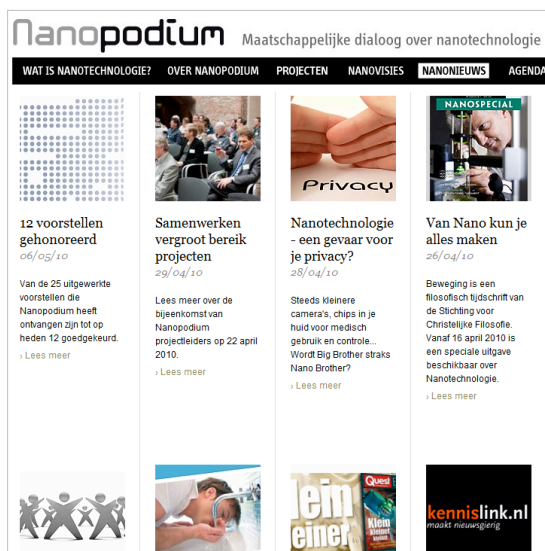 Nanopodium Maatschappelijke dialoog over nanotechnologie
WAT IS NANOTECHNOLOGIE? OVER NANOPODIUM PROJECTEN NANOVISIES NANONIEUWS AGENDA
12 voorstellen
gehonoreerd
06/05/10
Van de 25 uitgewerkte
voorstellen die
Nanopodium heeft
ontvangen zijn tot op
heden 12 goedgekeurd.
› Lees meer
Samenwerken
vergroot bereik
projecten
29/04/10
Lees meer over de
bijeenkomst van
Nanopodium
projectleiders op 22 april
2010.
› Lees meer
Privacy
Nanotechnologie
- een gevaar voor
je privacy?
28/04/10
Steeds kleinere
camera's, chips in je
huid voor medisch
gebruik en controle...
Wordt Big Brother straks
Nano Brother?
› Lees meer
NANOSPECIAL
Van Nano kun je
alles maken
26/04/10
Beweging is een
filosofisch tijdschrift van
de Stichting voor
Christelijke Filosofie.
Vanaf 16 april 2010 is
een speciale uitgave
beschikbaar over
Nanotechnologie.
› Lees meer
klein
kleiner
Quest
Klein
kleiner
kennislink.nl
maakt nieuwsgierig